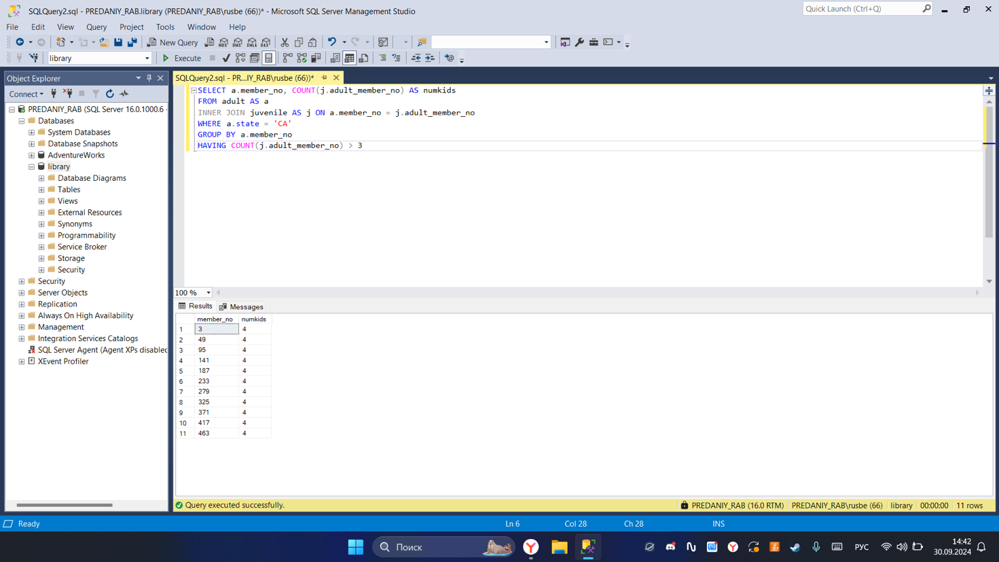 SQLQuery2.sql - PREDANIY_RAB.library (PREDANIY_RAB\rusbe (66))* - Microsoft SQL Server Management Studio
Quick Launch (Ctrl+Q)
File Edit View Query Project Tools Window Help
New Query MDX DMX XMLA DAX
library Execute
Object Explorer
SQLQuery2.sql - PR...IY_RAB\rusbe (66))*
Connect
PREDANIY_RAB (SQL Server 16.0.1000.6 -
Databases
System Databases
Database Snapshots
AdventureWorks
library
Database Diagrams
Tables
Views
External Resources
Synonyms
Programmability
Service Broker
Storage
Security
Security
Server Objects
Replication
Always On High Availability
Management
Integration Services Catalogs
SQL Server Agent (Agent XPs disabled
XEvent Profiler
SELECT a.member_no, COUNT(j.adult_member_no) AS numkids
FROM adult AS a
INNER JOIN juvenile AS j ON a.member_no = j.adult_member_no
WHERE a.state = 'CA'
GROUP BY a.member_no
HAVING COUNT(j.adult_member_no) > 3
100 %
Results Messages
member_no numkids
1 3 4
2 49 4
3 95 4
4 141 4
5 187 4
6 233 4
7 279 4
8 325 4
9 371 4
10 417 4
11 463 4
Query executed successfully. PREDANIY_RAB (16.0 RTM) PREDANIY_RAB\rusbe (66) library 00:00:00 11 rows
Ready Ln 6 Col 28 Ch 28 INS
Поиск
РУС
14:42
30.09.2024